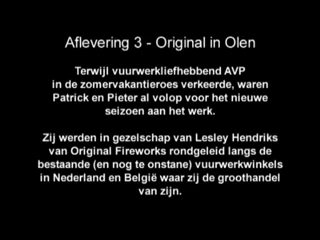 Aflevering 3 - Original in Olen
Terwijl vuurwerkliefhebbend AVP
in de zomervakantieroes verkeerde, waren
Patrick en Pieter al volop voor het nieuwe
seizoen aan het werk.
Zij werden in gezelschap van Lesley Hendriks
van Original Fireworks rondgeleid langs de
bestaande (en nog te onstane) vuurwerkwinkels
in Nederland en België waar zij de groothandel
van zijn.